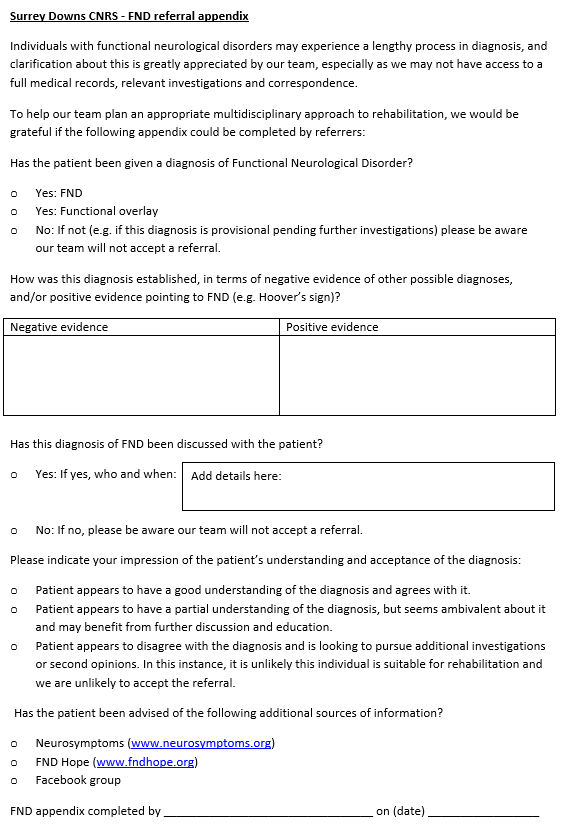 Surrey Downs CNRS - FND referral appendix
Individuals with functional neurological disorders may experience a lengthy process in diagnosis, and
clarification about this is greatly appreciated by our team, especially as we may not have access to a
full medical records, relevant investigations and correspondence.
To help our team plan an appropriate multidisciplinary approach to rehabilitation, we would be
grateful if the following appendix could be completed by referrers:
Has the patient been given a diagnosis of Functional Neurological Disorder?
o Yes: FND
o Yes: Functional overlay
o No: If not (e.g. if this diagnosis is provisional pending further investigations) please be aware
our team will not accept a referral.
How was this diagnosis established, in terms of negative evidence of other possible diagnoses,
and/or positive evidence pointing to FND (e.g. Hoover's sign)?
Negative evidence Positive evidence
Has this diagnosis of FND been discussed with the patient?
o Yes: If yes, who and when: Add details here:
o No: If no, please be aware our team will not accept a referral.
Please indicate your impression of the patient's understanding and acceptance of the diagnosis:
o Patient appears to have a good understanding of the diagnosis and agrees with it.
o Patient appears to have a partial understanding of the diagnosis, but seems ambivalent about it
and may benefit from further discussion and education.
o Patient appears to disagree with the diagnosis and is looking to pursue additional investigations
or second opinions. In this instance, it is unlikely this individual is suitable for rehabilitation and
we are unlikely to accept the referral.
Has the patient been advised of the following additional sources of information?
o Neurosymptoms (www.neurosymptoms.org)
o FND Hope (www.fndhope.org)
o Facebook group
FND appendix completed by ______________________________ on (date) ________________